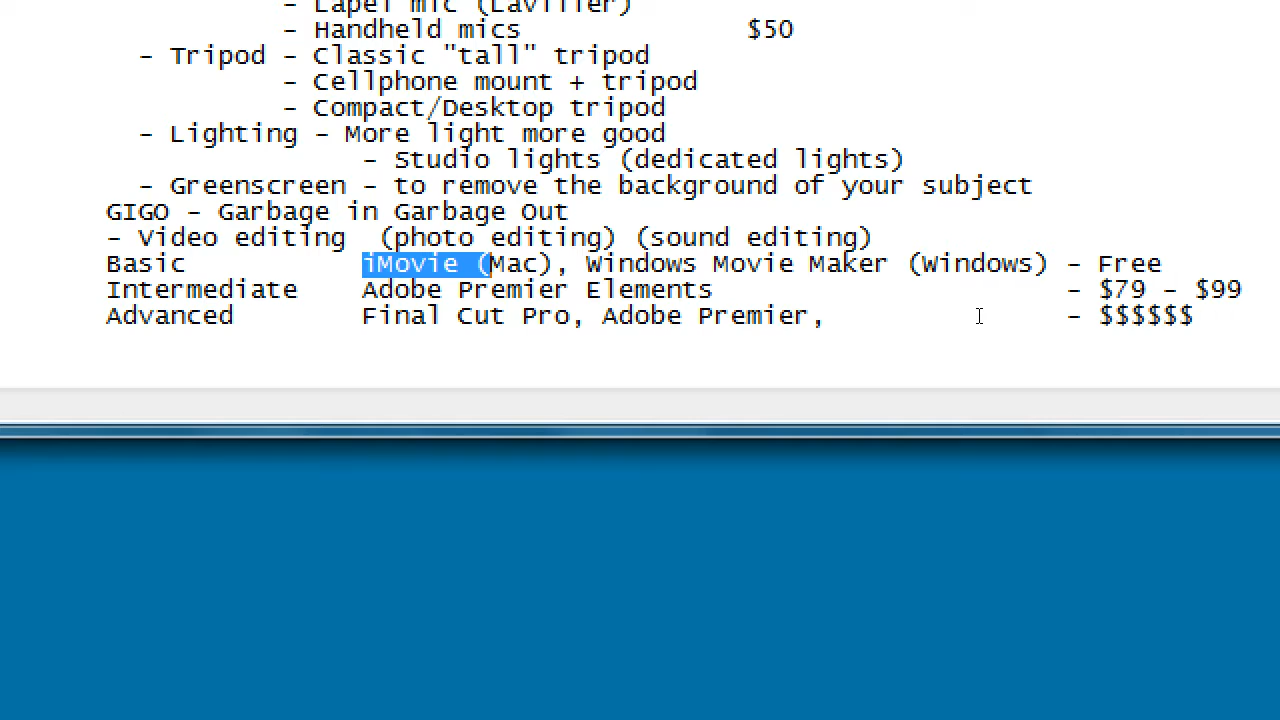 - Lapel mic (Lavilier)
- Handheld mics $50
- Tripod - Classic "tall" tripod
- Cellphone mount + tripod
- Compact/Desktop tripod
- Lighting - More light more good
- Studio lights (dedicated lights)
- Greenscreen - to remove the background of your subject
GIGO - Garbage in Garbage Out
- Video editing (photo editing) (sound editing)
Basic iMovie (Mac), Windows Movie Maker (Windows) - Free
Intermediate Adobe Premier Elements - $79 - $99
Advanced Final Cut Pro, Adobe Premier, - $$$$$$